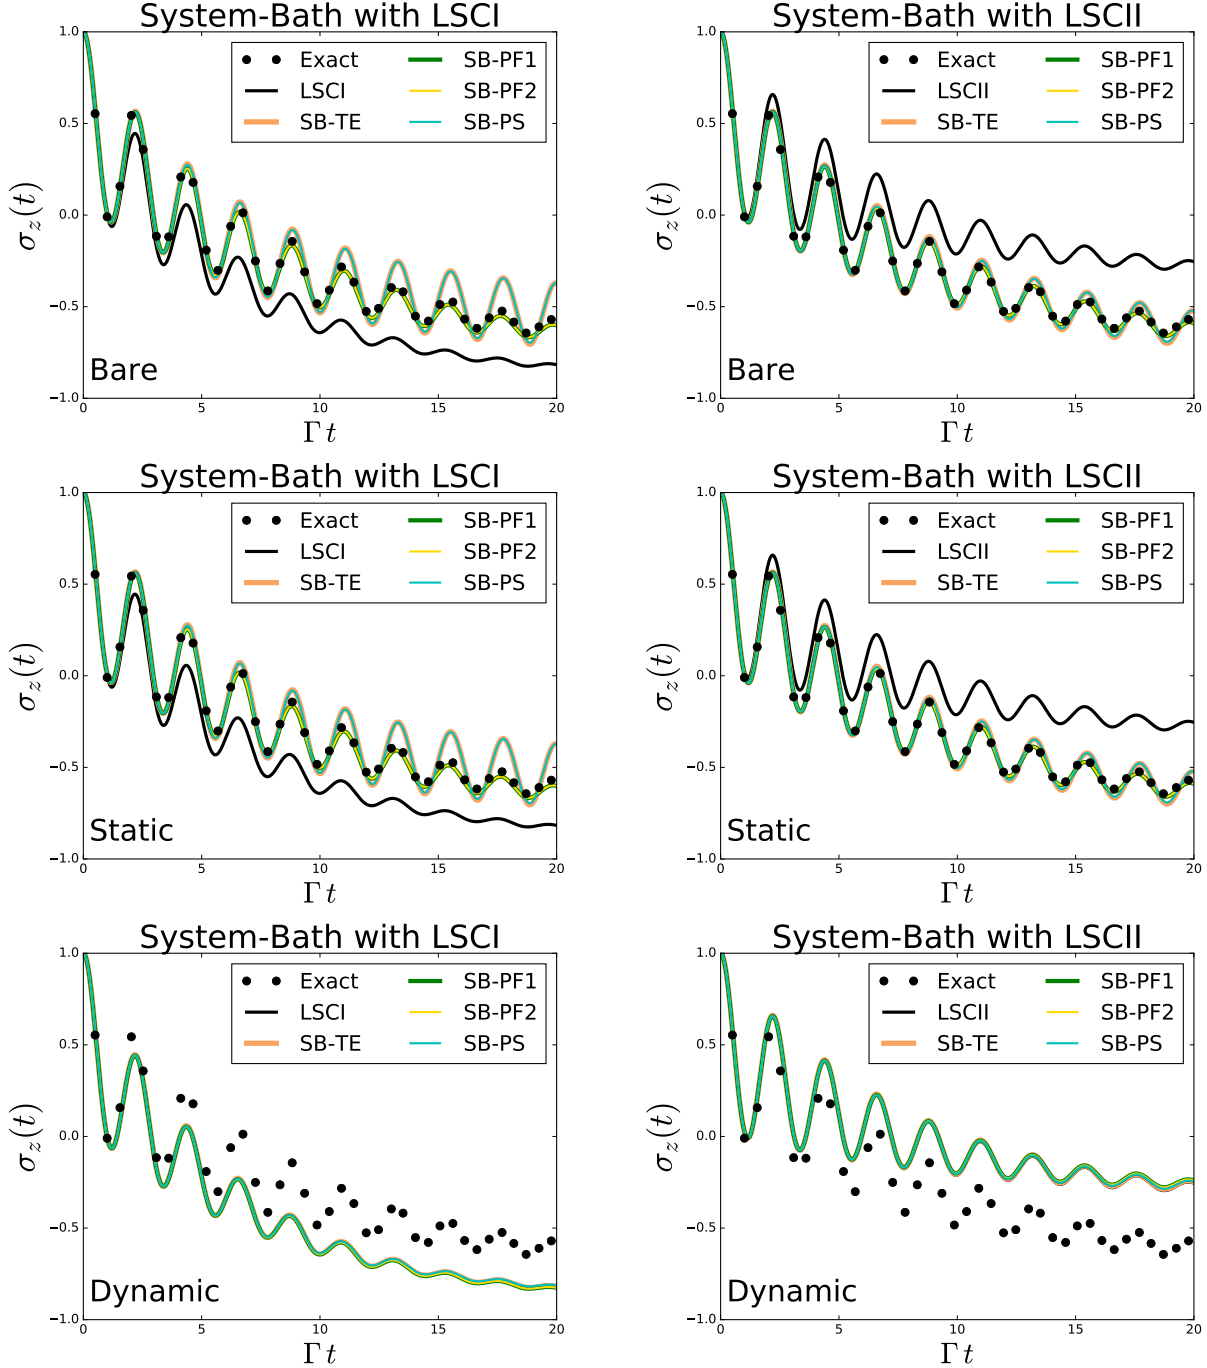 System-Bath with LSCI
1.0
0.5
0.0
−0.5
−1.0
σz(t)
Exact
LSCI
SB-TE
SB-PF1
SB-PF2
SB-PS
Bare
0 5 10 15 20
Γ t
System-Bath with LSCII
1.0
0.5
0.0
−0.5
−1.0
σz(t)
Exact
LSCII
SB-TE
SB-PF1
SB-PF2
SB-PS
Bare
0 5 10 15 20
Γ t
System-Bath with LSCI
1.0
0.5
0.0
−0.5
−1.0
σz(t)
Exact
LSCI
SB-TE
SB-PF1
SB-PF2
SB-PS
Static
0 5 10 15 20
Γ t
System-Bath with LSCII
1.0
0.5
0.0
−0.5
−1.0
σz(t)
Exact
LSCII
SB-TE
SB-PF1
SB-PF2
SB-PS
Static
0 5 10 15 20
Γ t
System-Bath with LSCI
1.0
0.5
0.0
−0.5
−1.0
σz(t)
Exact
LSCI
SB-TE
SB-PF1
SB-PF2
SB-PS
Dynamic
0 5 10 15 20
Γ t
System-Bath with LSCII
1.0
0.5
0.0
−0.5
−1.0
σz(t)
Exact
LSCII
SB-TE
SB-PF1
SB-PF2
SB-PS
Dynamic
0 5 10 15 20
Γ t